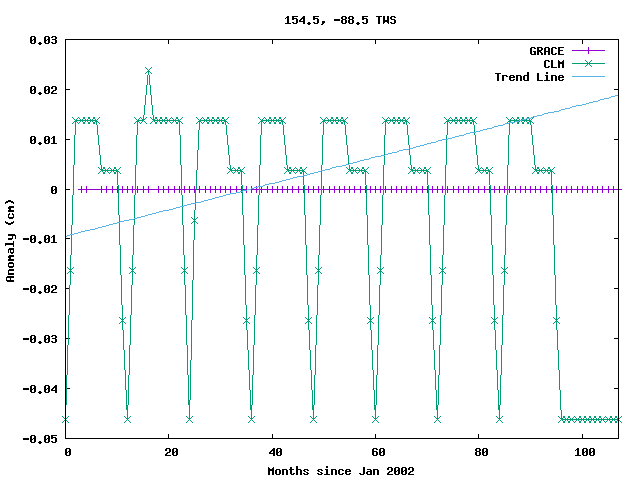 154.5, -88.5 TWS
GRACE
CLM
Trend Line
0.03
0.02
0.01
0
-0.01
-0.02
-0.03
-0.04
-0.05
Anomaly (cm)
0 20 40 60 80 100
Months since Jan 2002